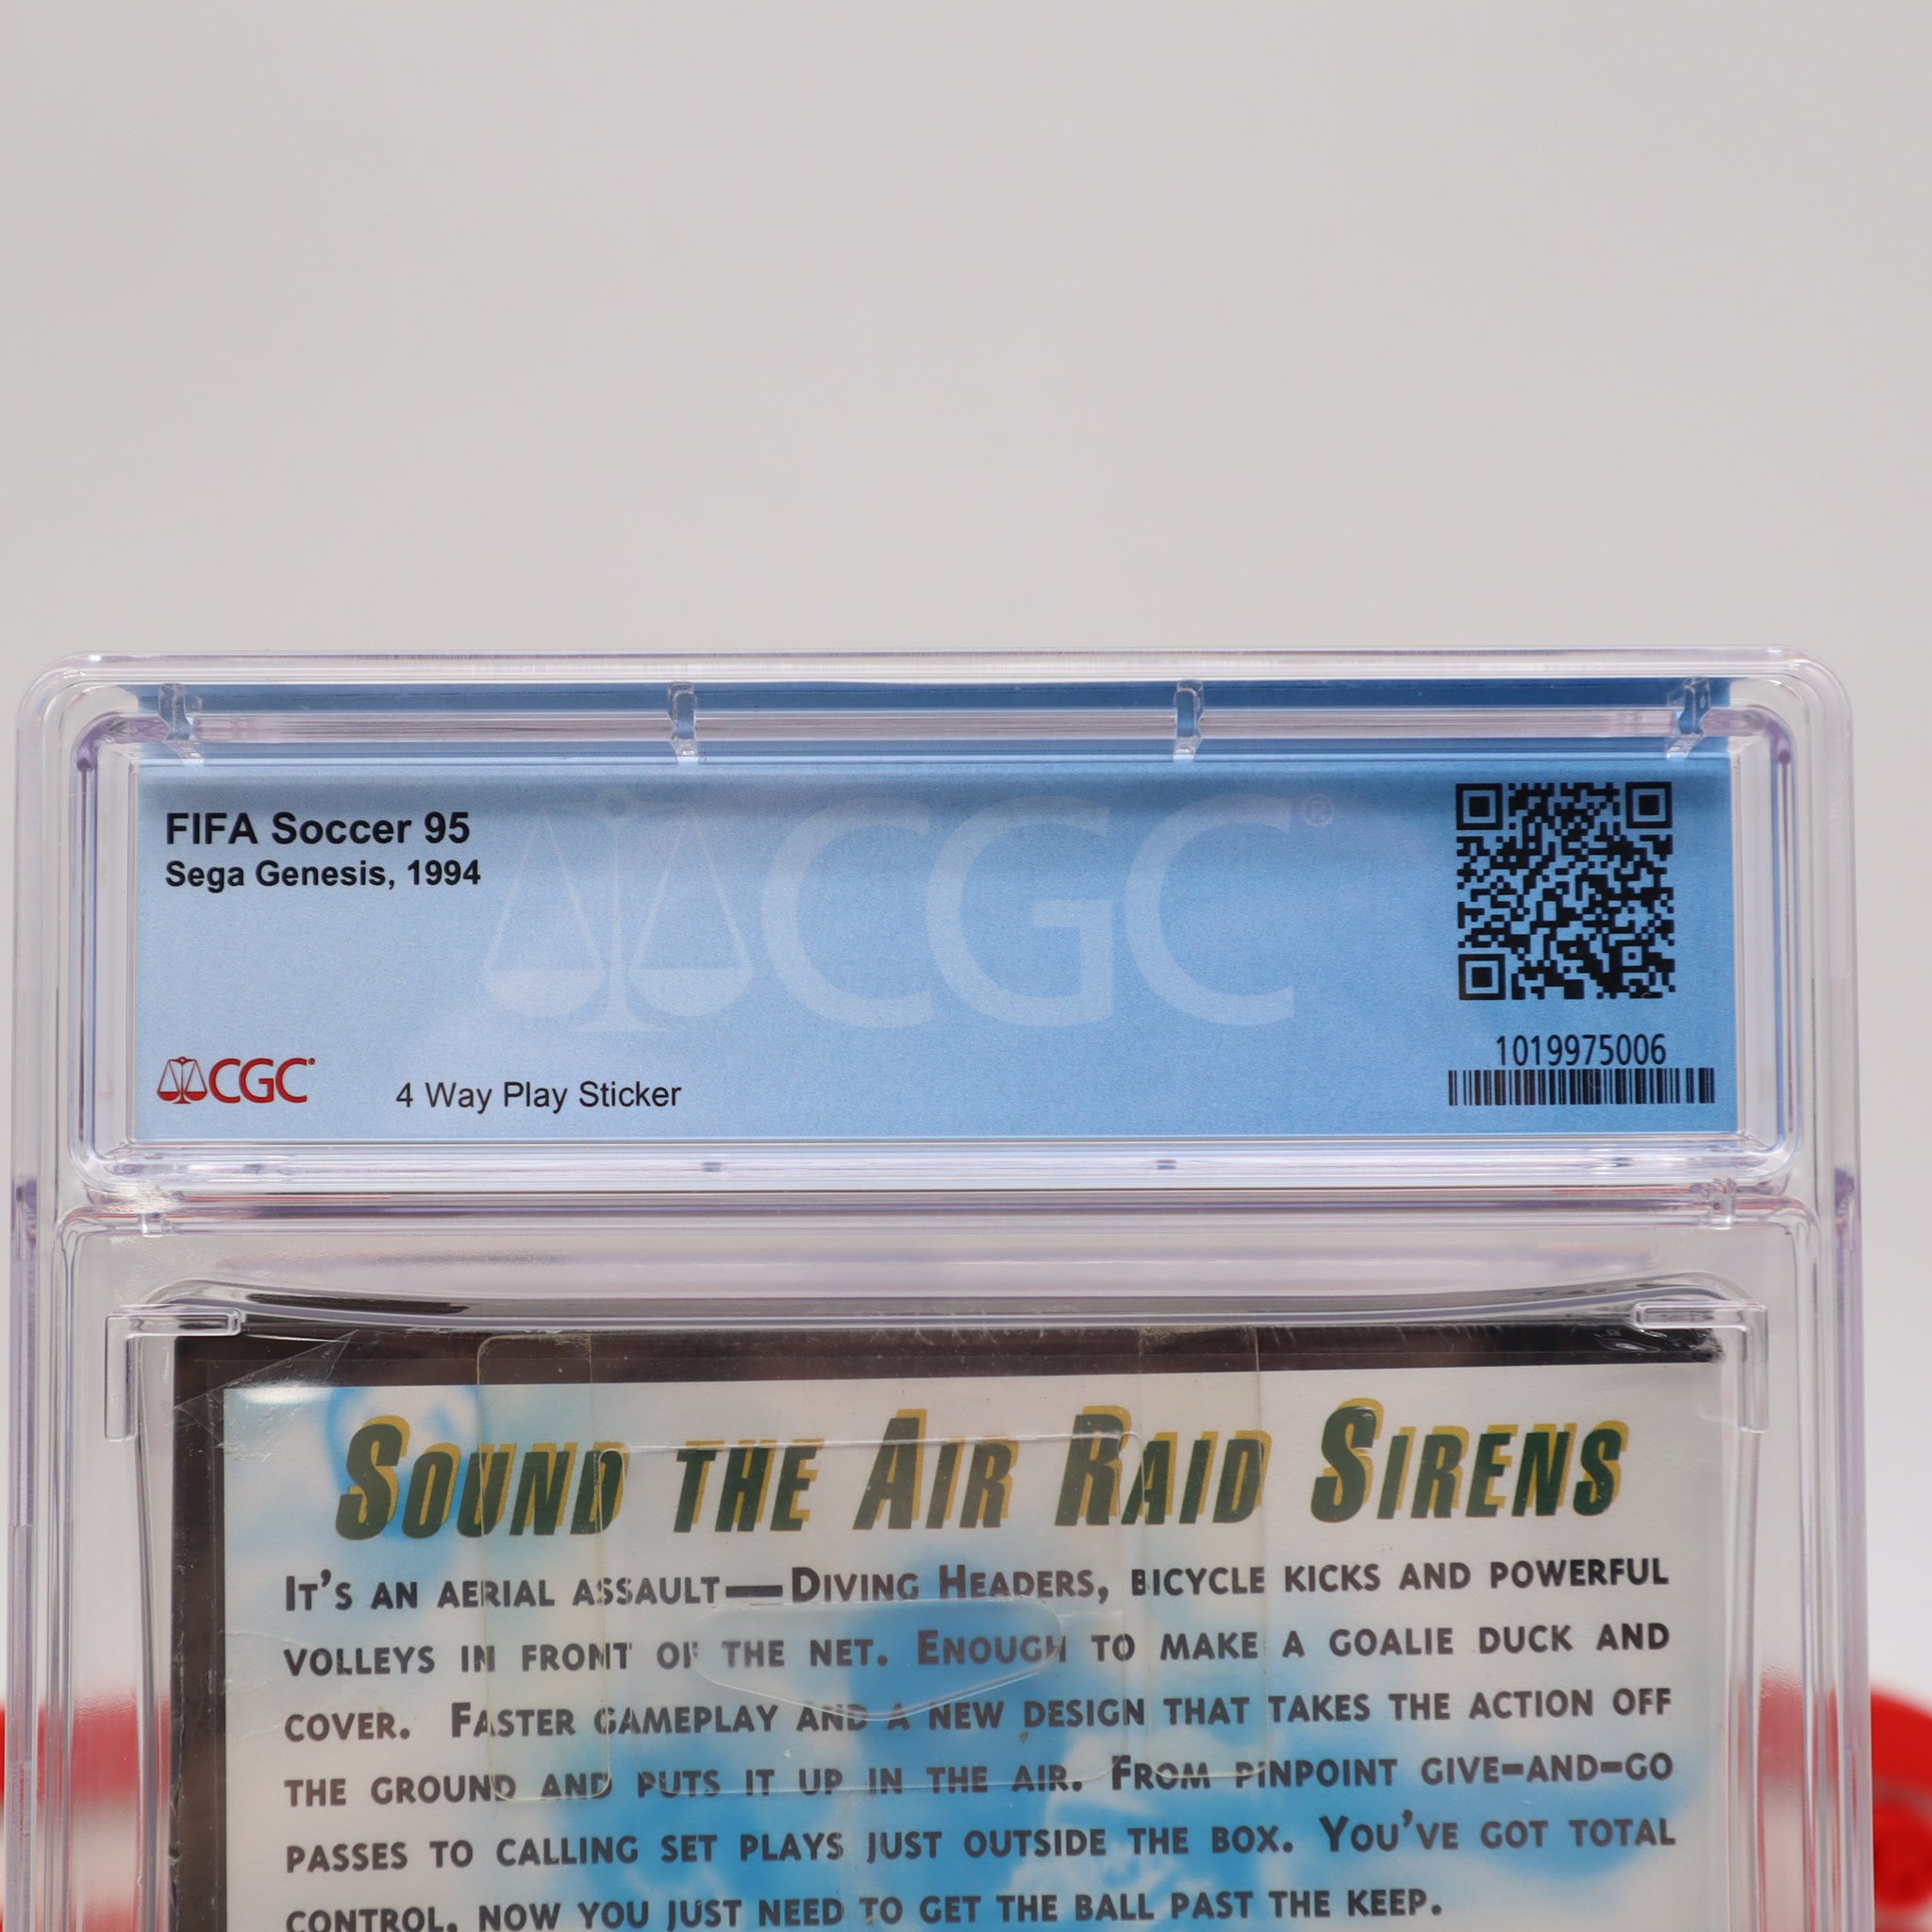 FIFA Soccer 95
Sega Genesis, 1994
CGC®
1019975006
CGC®
4 Way Play Sticker
SOUND THE AIR RAID SIRENS
IT'S AN AERIAL ASSAULT—DIVING HEADERS, BICYCLE KICKS AND POWERFUL
VOLLEYS IN FRONT OF THE NET. ENOUGH TO MAKE A GOALIE DUCK AND
COVER. FASTER GAMEPLAY AND A NEW DESIGN THAT TAKES THE ACTION OFF
THE GROUND AND PUTS IT UP IN THE AIR. FROM PINPOINT GIVE-AND-GO
PASSES TO CALLING SET PLAYS JUST OUTSIDE THE BOX. YOU'VE GOT TOTAL
CONTROL, NOW YOU JUST NEED TO GET THE BALL PAST THE KEEP.